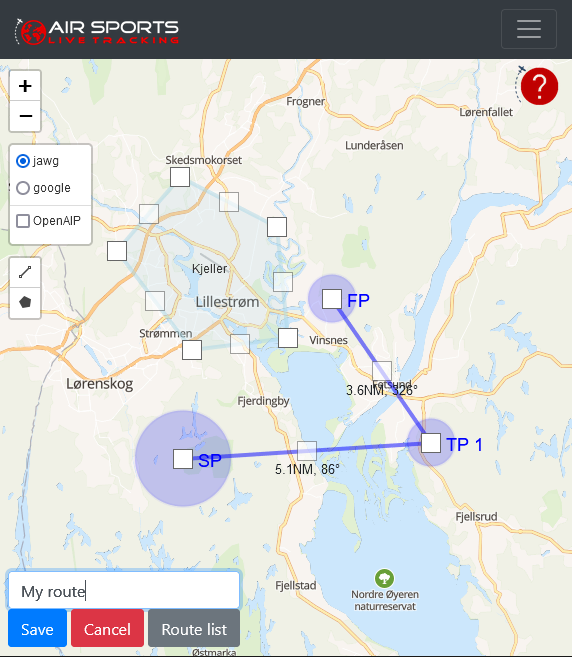 AIR SPORTS
LIVE TRACKING
?
+
−
Frogner
Lørenfallet
Lunderåsen
jawg
google
OpenAIP
Skedsmokorset
Kjeller
Lillestrøm
FP
Strømmen
Vinsnes
Lørenskog
3.6NM, 326°
Fjerdingby
SP
TP 1
5.1NM, 86°
Fjellsrud
Fjellstad
Nordre Øyeren
naturreservat
My route
Save
Cancel
Route list
Østmarka